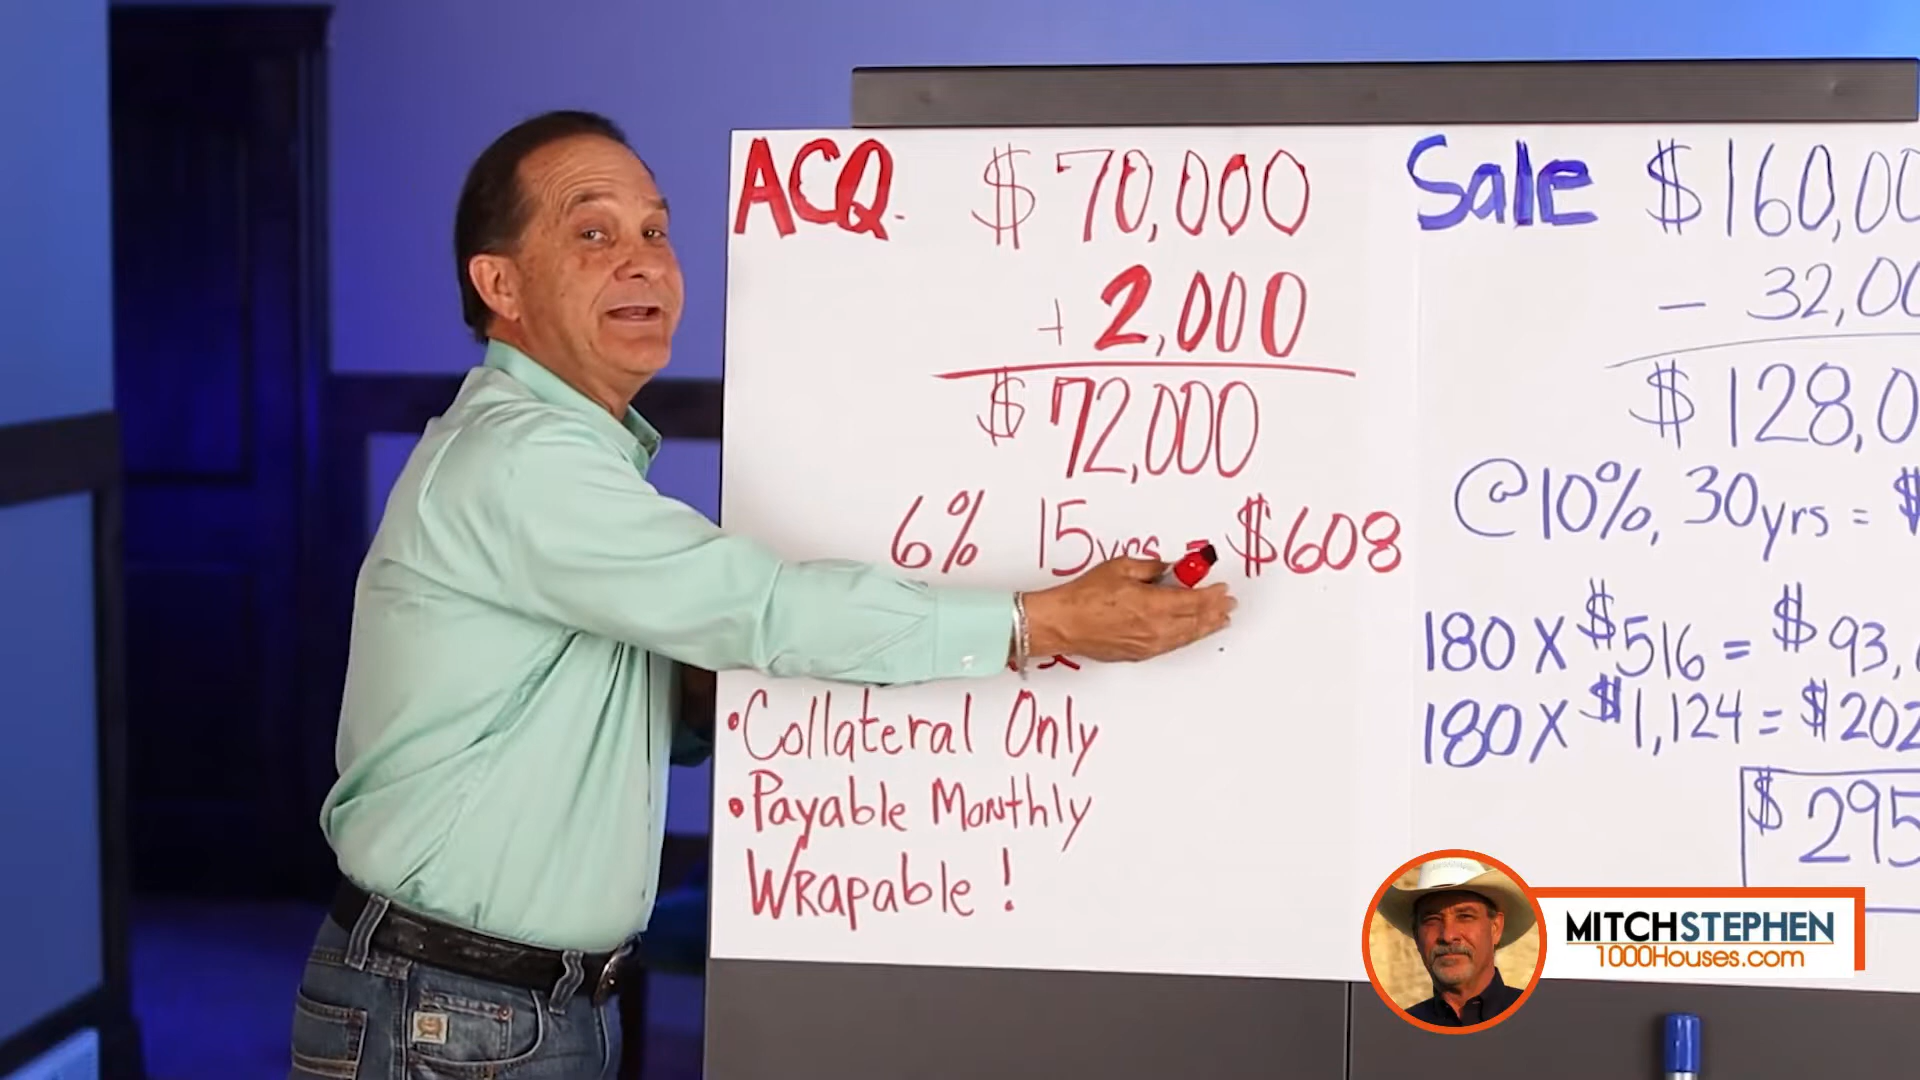 ACQ. $70,000
+ 2,000
$72,000
6% 15yrs = $608
• Collateral Only
• Payable Monthly
Wrapable!
Sale $160,00
- 32,00
$128,0
@10%, 30yrs = $
180 X $516 = $93,
180 X $1,124 = $202
$295
MITCHSTEPHEN
1000Houses.com